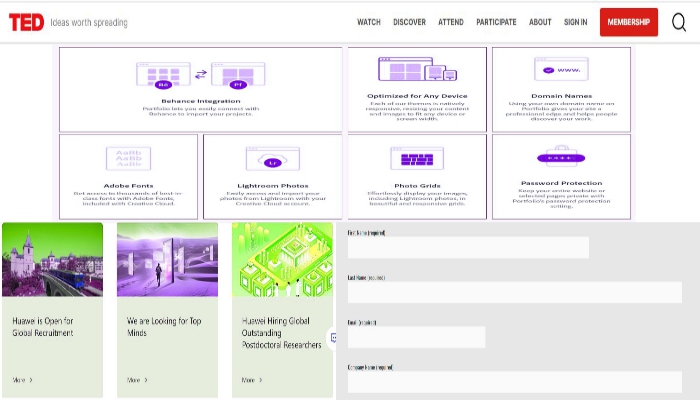 TED Ideas worth spreading WATCH DISCOVER ATTEND PARTICIPATE ABOUT SIGN IN MEMBERSHIP
Bē Pf
Behance Integration
Portfolio lets you easily connect with
Behance to import your projects.
Optimized for Any Device
Each of our themes is natively
responsive, resizing your content
and images to fit any device or
screen width.
www.
Domain Names
Using your own domain name on
Portfolio gives your site a
professional edge and helps people
discover your work.
AaBb
AaBb
AaBb
Adobe Fonts
Get access to thousands of best-in-
class fonts with Adobe Fonts,
included with Creative Cloud.
Lr
Lightroom Photos
Easily access and import your
photos from Lightroom with your
Creative Cloud account.
Photo Grids
Effortlessly display your images,
including Lightroom photos, in
beautiful and responsive grids.
Password Protection
Keep your entire website or
selected pages private with
Portfolio's password protection
setting.
Huawei is Open for
Global Recruitment
More
We are Looking for Top
Minds
More
Huawei Hiring Global
Outstanding
Postdoctoral Researchers
More
First Name (required)
Last Name (required)
Email (required)
Company Name (required)